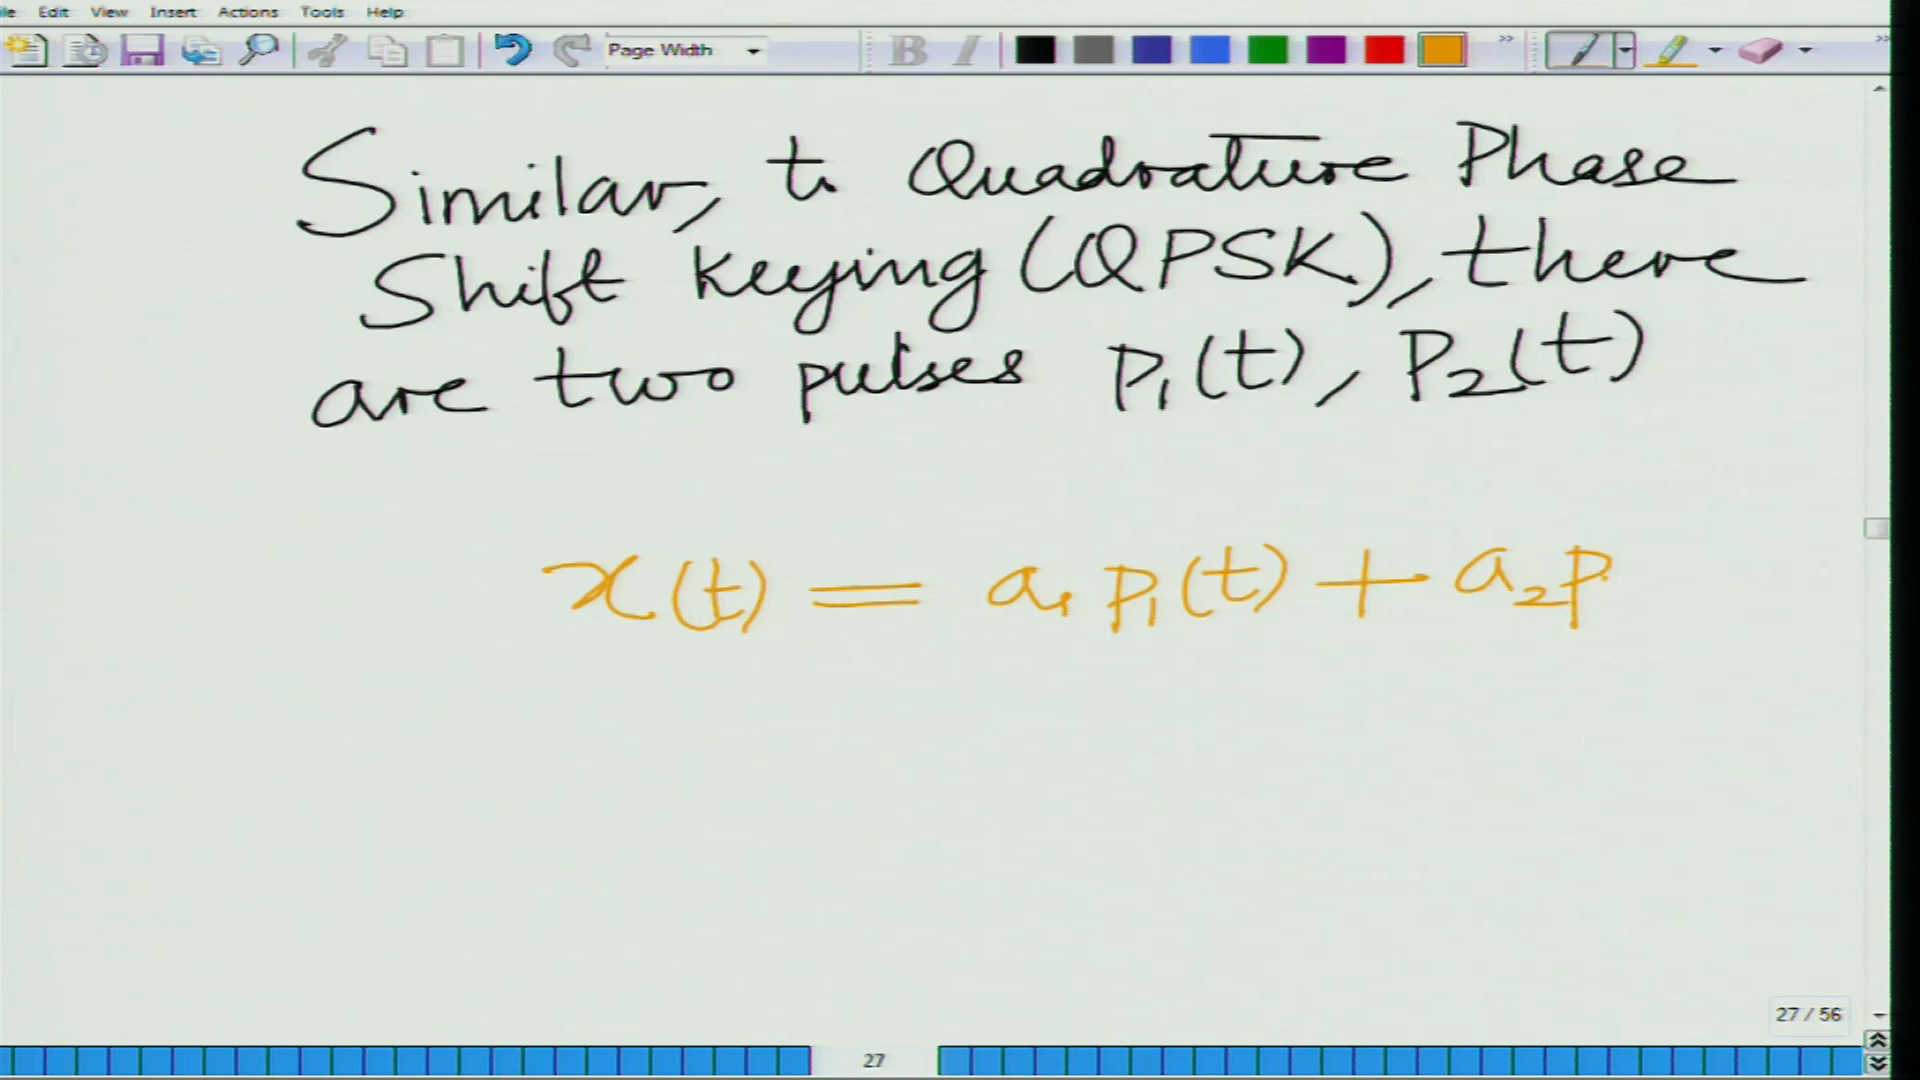 File Edit View Insert Actions Tools Help
Page Width
B I
Similar, to Quadrature Phase
Shift Keying (QPSK), there
are two pulses p₁(t), P₂(t)
x(t) = a₁ p₁(t) + a₂p
27 / 56
27